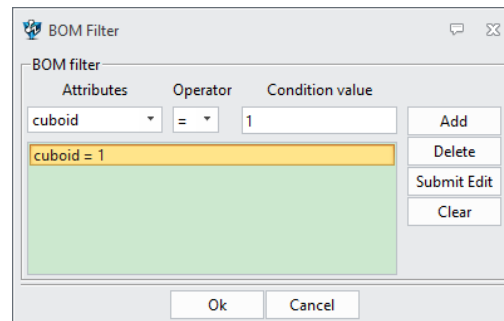 BOM Filter
BOM filter
Attributes Operator Condition value
cuboid = 1 Add
cuboid = 1
Delete
Submit Edit
Clear
Ok Cancel